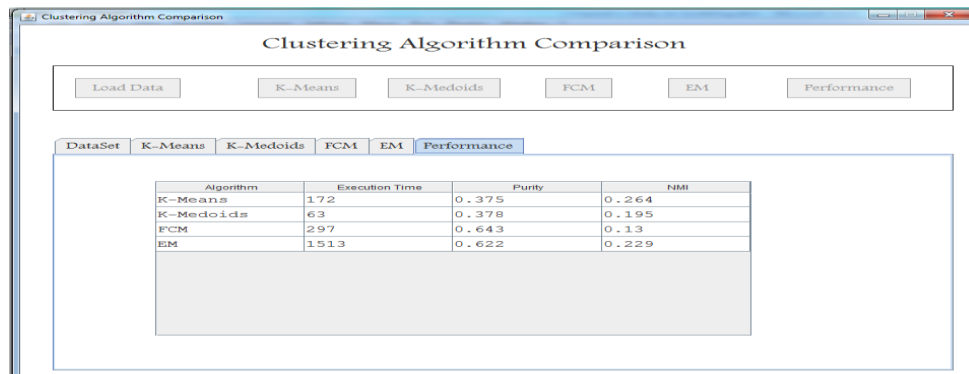 Clustering Algorithm Comparison
Clustering Algorithm Comparison
Load Data K-Means K-Medoids FCM EM Performance
DataSet K-Means K-Medoids FCM EM Performance
Algorithm Execution Time Purity NMI
K-Means 172 0.375 0.264
K-Medoids 63 0.378 0.195
FCM 297 0.643 0.13
EM 1513 0.622 0.229